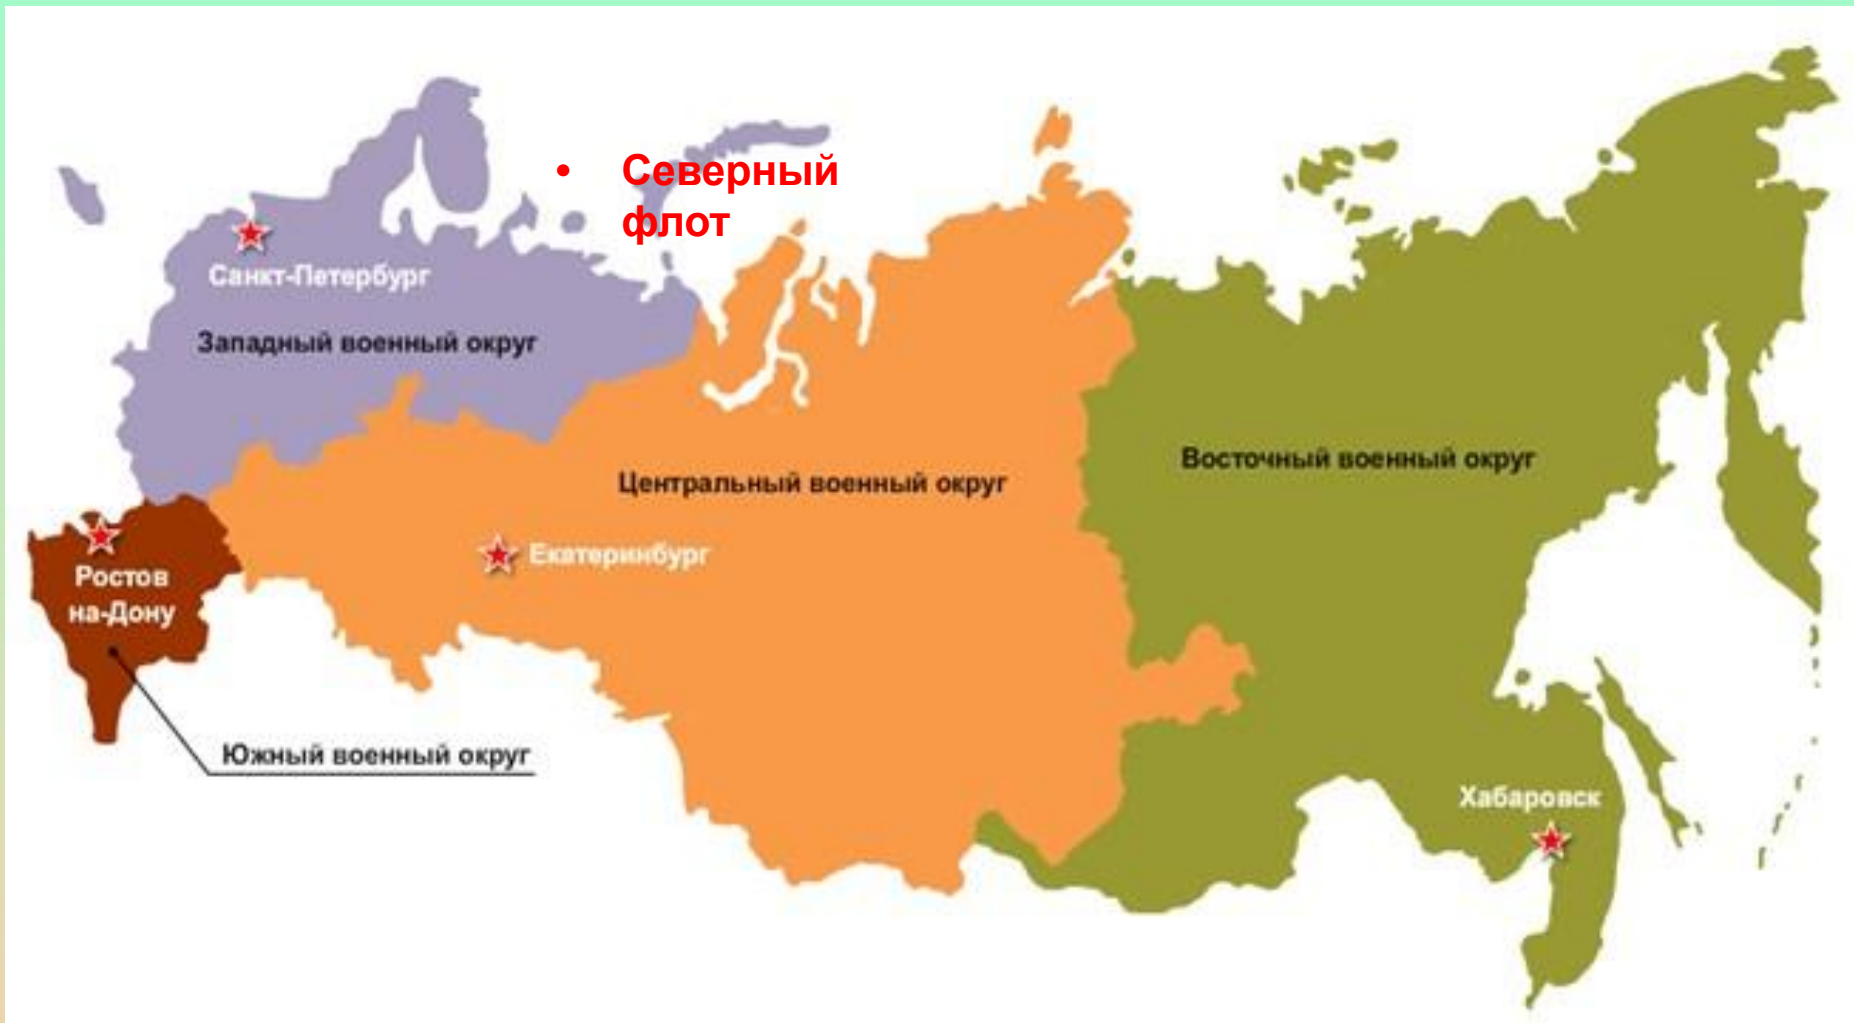 • Северный
флот
Санкт-Петербург
Западный военный округ
Восточный военный округ
Центральный военный округ
Екатеринбург
Ростов
на-Дону
Южный военный округ
Хабаровск